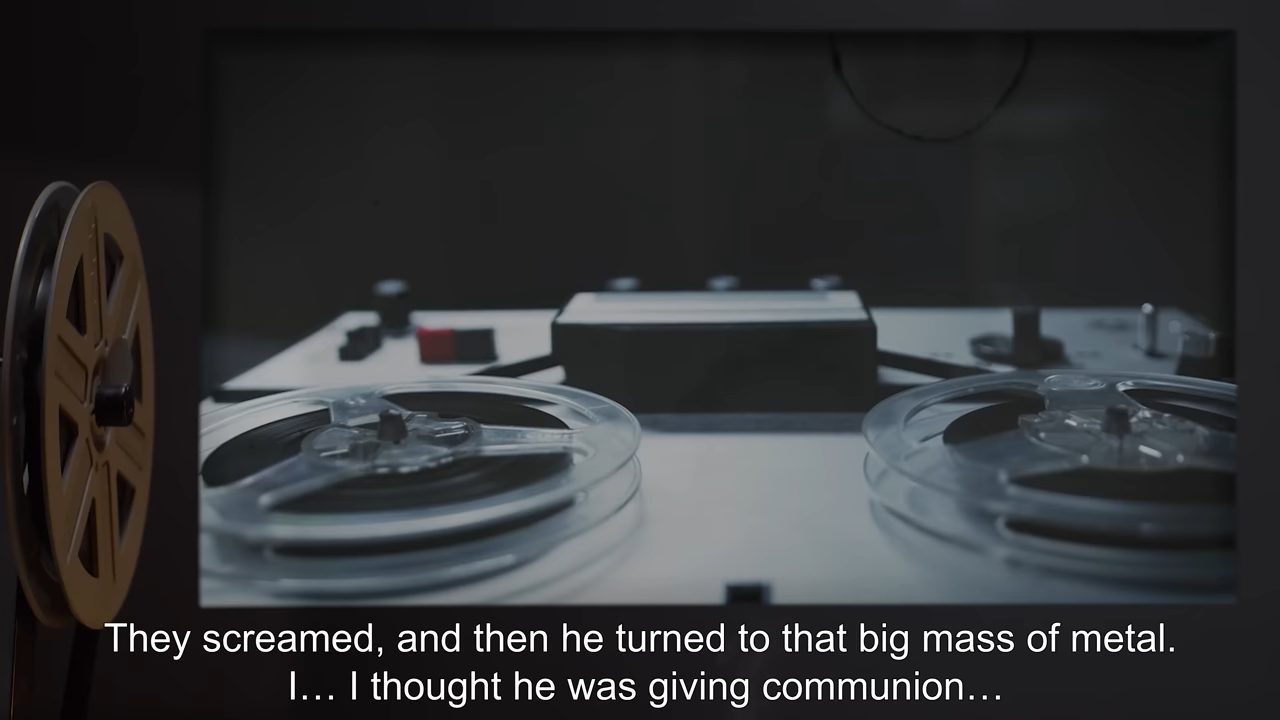 They screamed, and then he turned to that big mass of metal.
I… I thought he was giving communion…